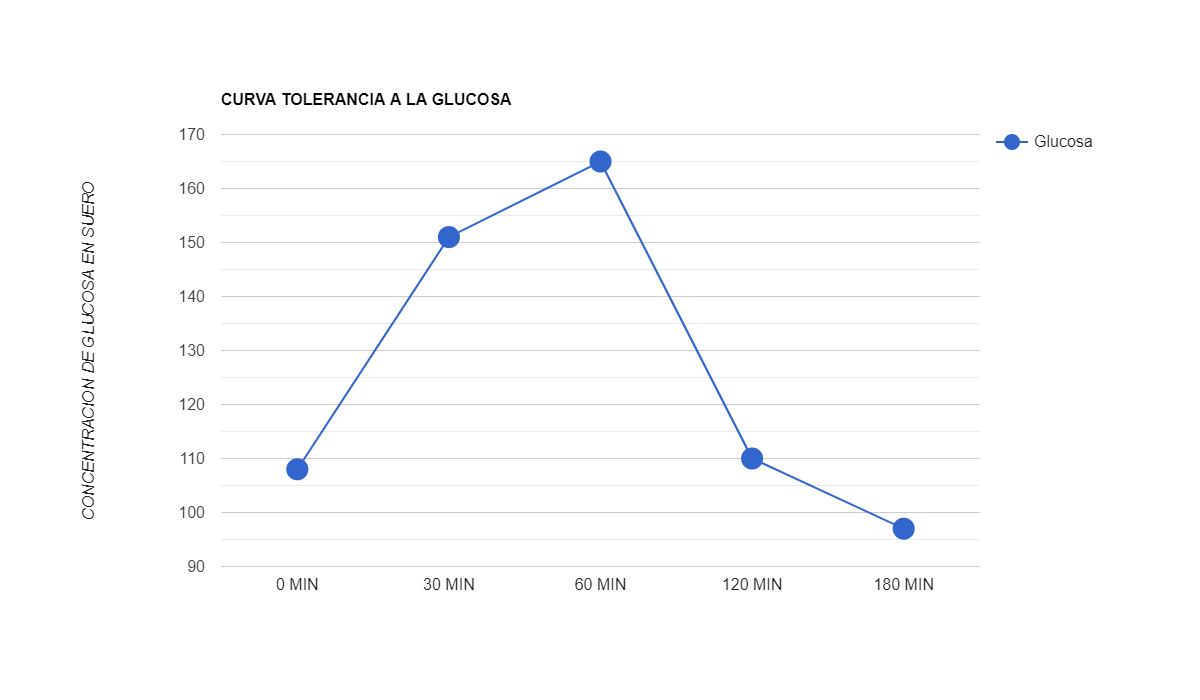 CURVA TOLERANCIA A LA GLUCOSA
Glucosa
CONCENTRACION DE GLUCOSA EN SUERO
170
160
150
140
130
120
110
100
90
0 MIN 30 MIN 60 MIN 120 MIN 180 MIN